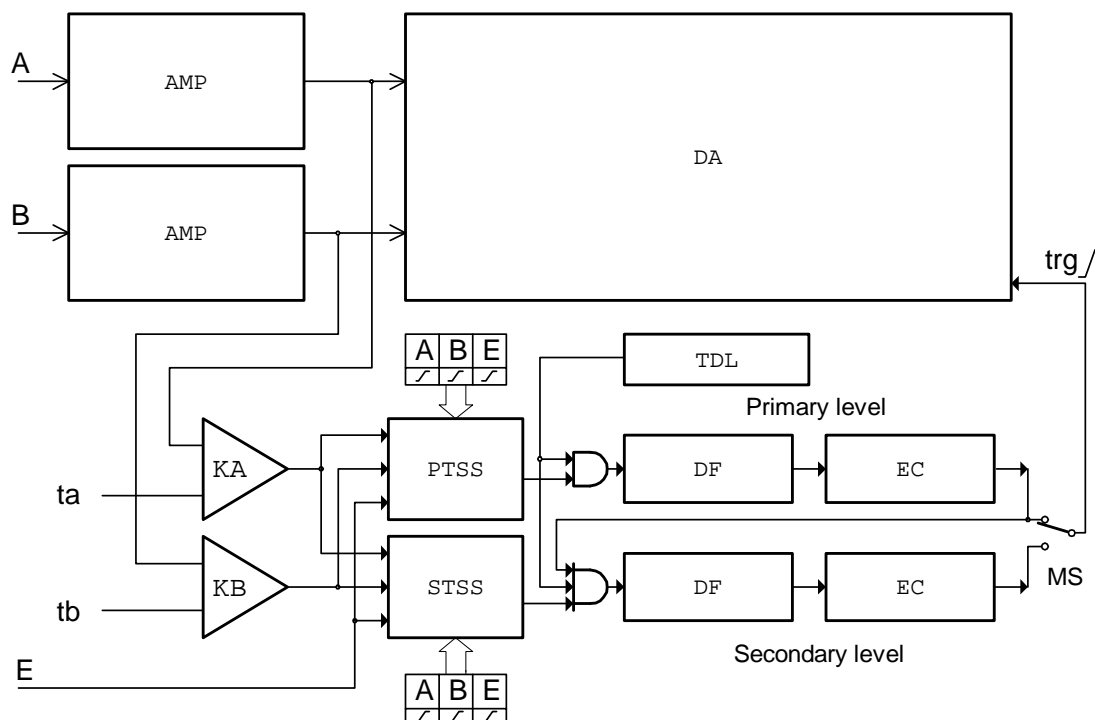 A
AMP
DA
B
AMP
trg
A B E
TDL
Primary level
KA
PTSS
DF
EC
ta
KB
STSS
DF
EC
MS
tb
Secondary level
E
A B E